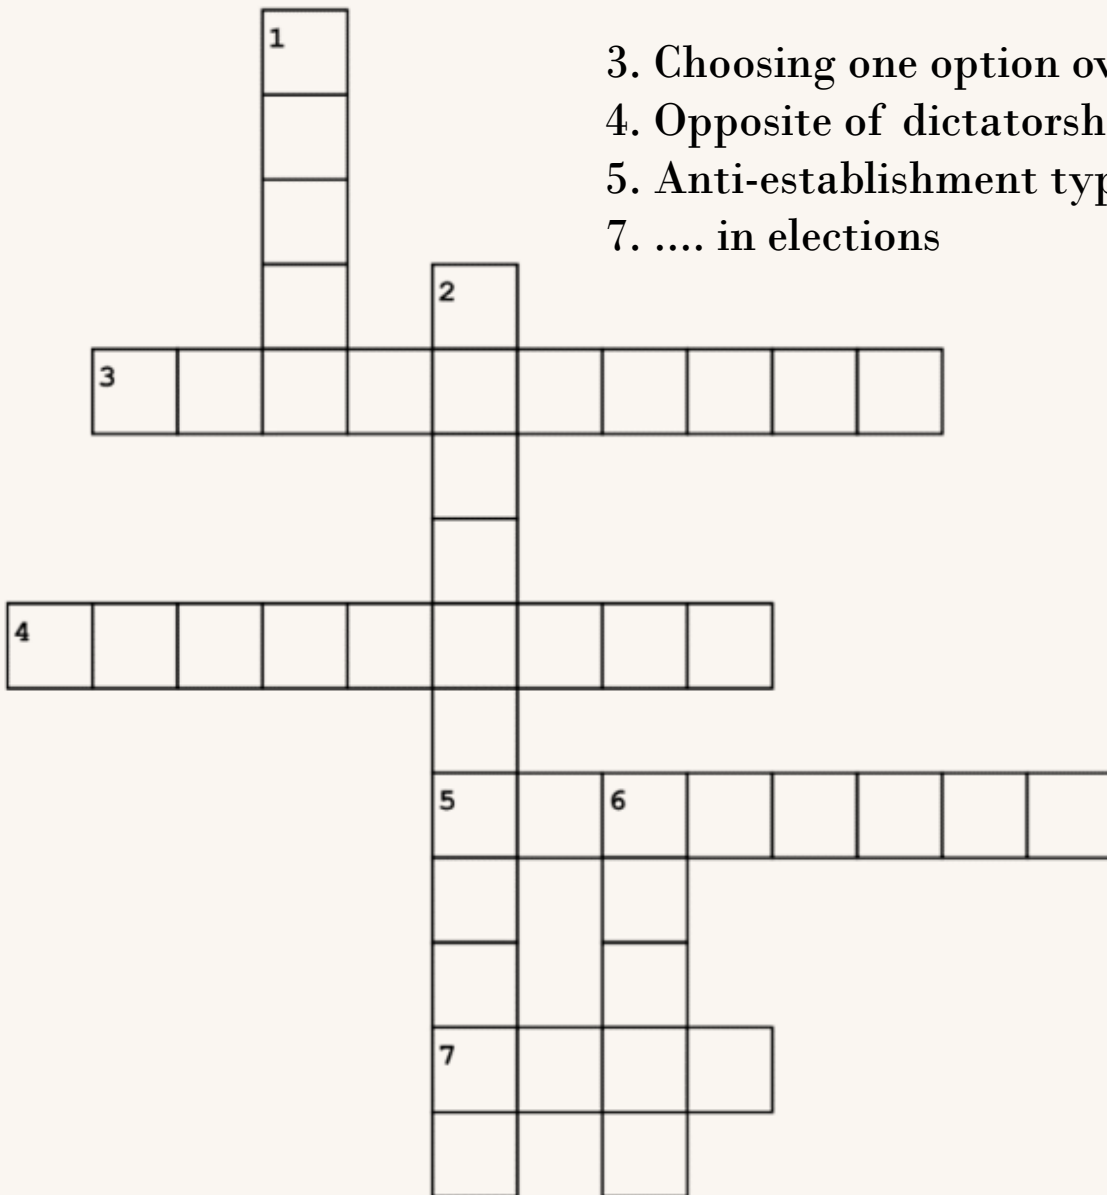 1
3. Choosing one option ov
4. Opposite of dictatorsh
5. Anti-establishment typ
7. .... in elections
2
3
4
5 6
7